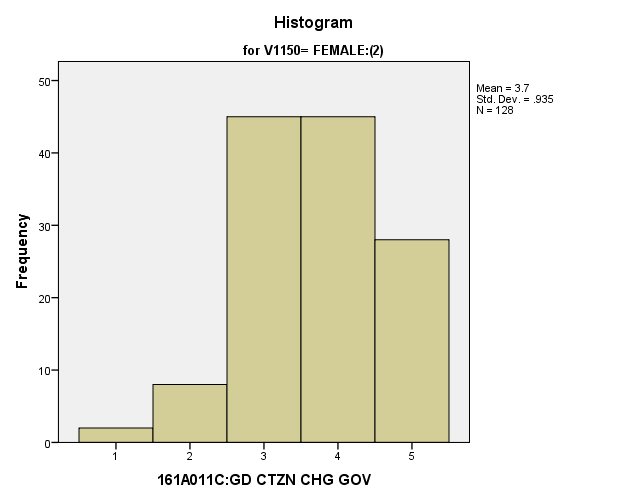 Histogram
for V1150= FEMALE:(2)
Mean = 3.7
Std. Dev. = .935
N = 128
50
40
30
20
10
0
Frequency
1 2 3 4 5
161A011C:GD CTZN CHG GOV